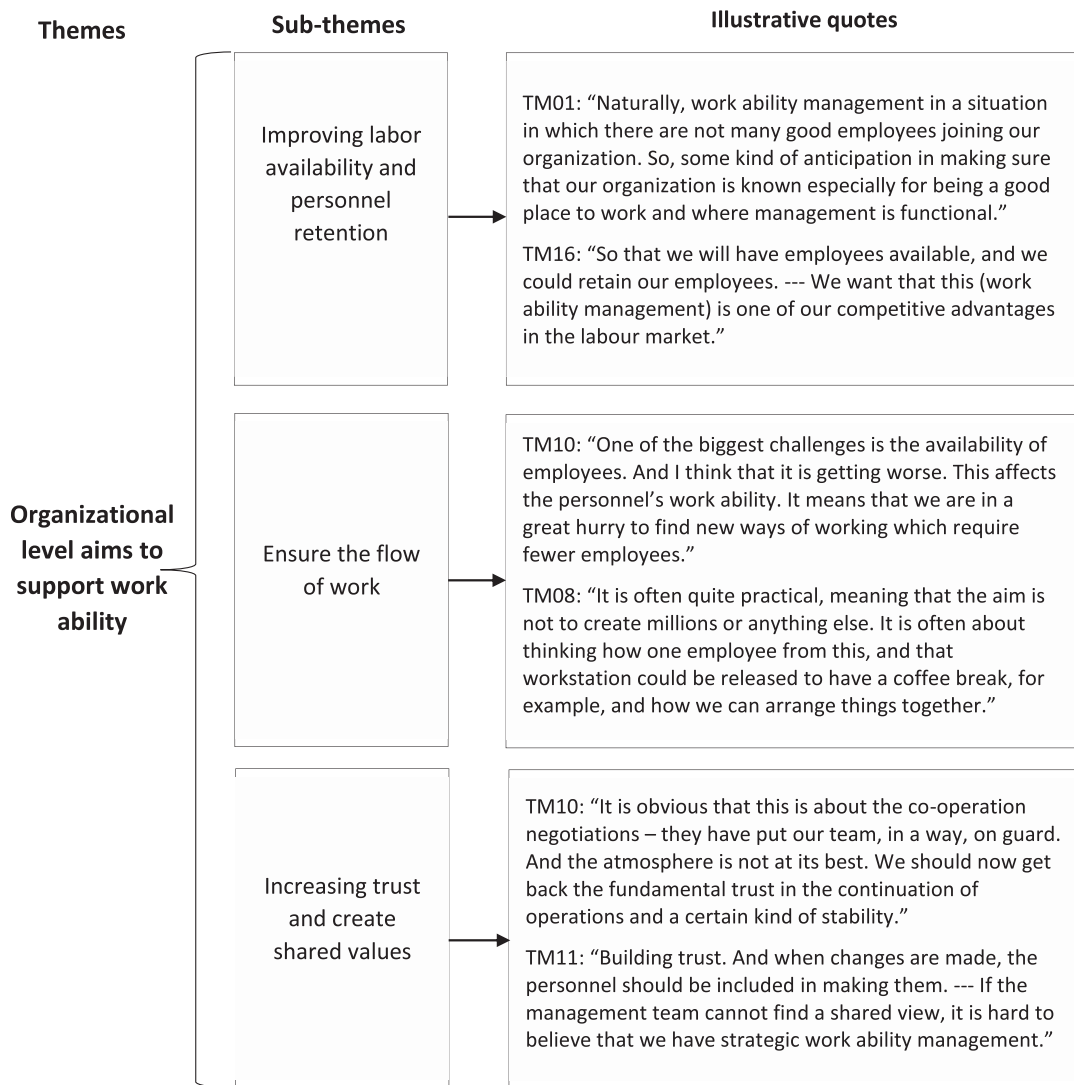 Themes
Sub-themes
Illustrative quotes
Organizational
level aims to
support work
ability
Improving labor
availability and
personnel
retention
TM01: “Naturally, work ability management in a situation
in which there are not many good employees joining our
organization. So, some kind of anticipation in making sure
that our organization is known especially for being a good
place to work and where management is functional.”
TM16: “So that we will have employees available, and we
could retain our employees. --- We want that this (work
ability management) is one of our competitive advantages
in the labour market.”
Ensure the flow
of work
TM10: “One of the biggest challenges is the availability of
employees. And I think that it is getting worse. This affects
the personnel’s work ability. It means that we are in a
great hurry to find new ways of working which require
fewer employees.”
TM08: “It is often quite practical, meaning that the aim is
not to create millions or anything else. It is often about
thinking how one employee from this, and that
workstation could be released to have a coffee break, for
example, and how we can arrange things together.”
Increasing trust
and create
shared values
TM10: “It is obvious that this is about the co-operation
negotiations – they have put our team, in a way, on guard.
And the atmosphere is not at its best. We should now get
back the fundamental trust in the continuation of
operations and a certain kind of stability.”
TM11: “Building trust. And when changes are made, the
personnel should be included in making them. --- If the
management team cannot find a shared view, it is hard to
believe that we have strategic work ability management.”